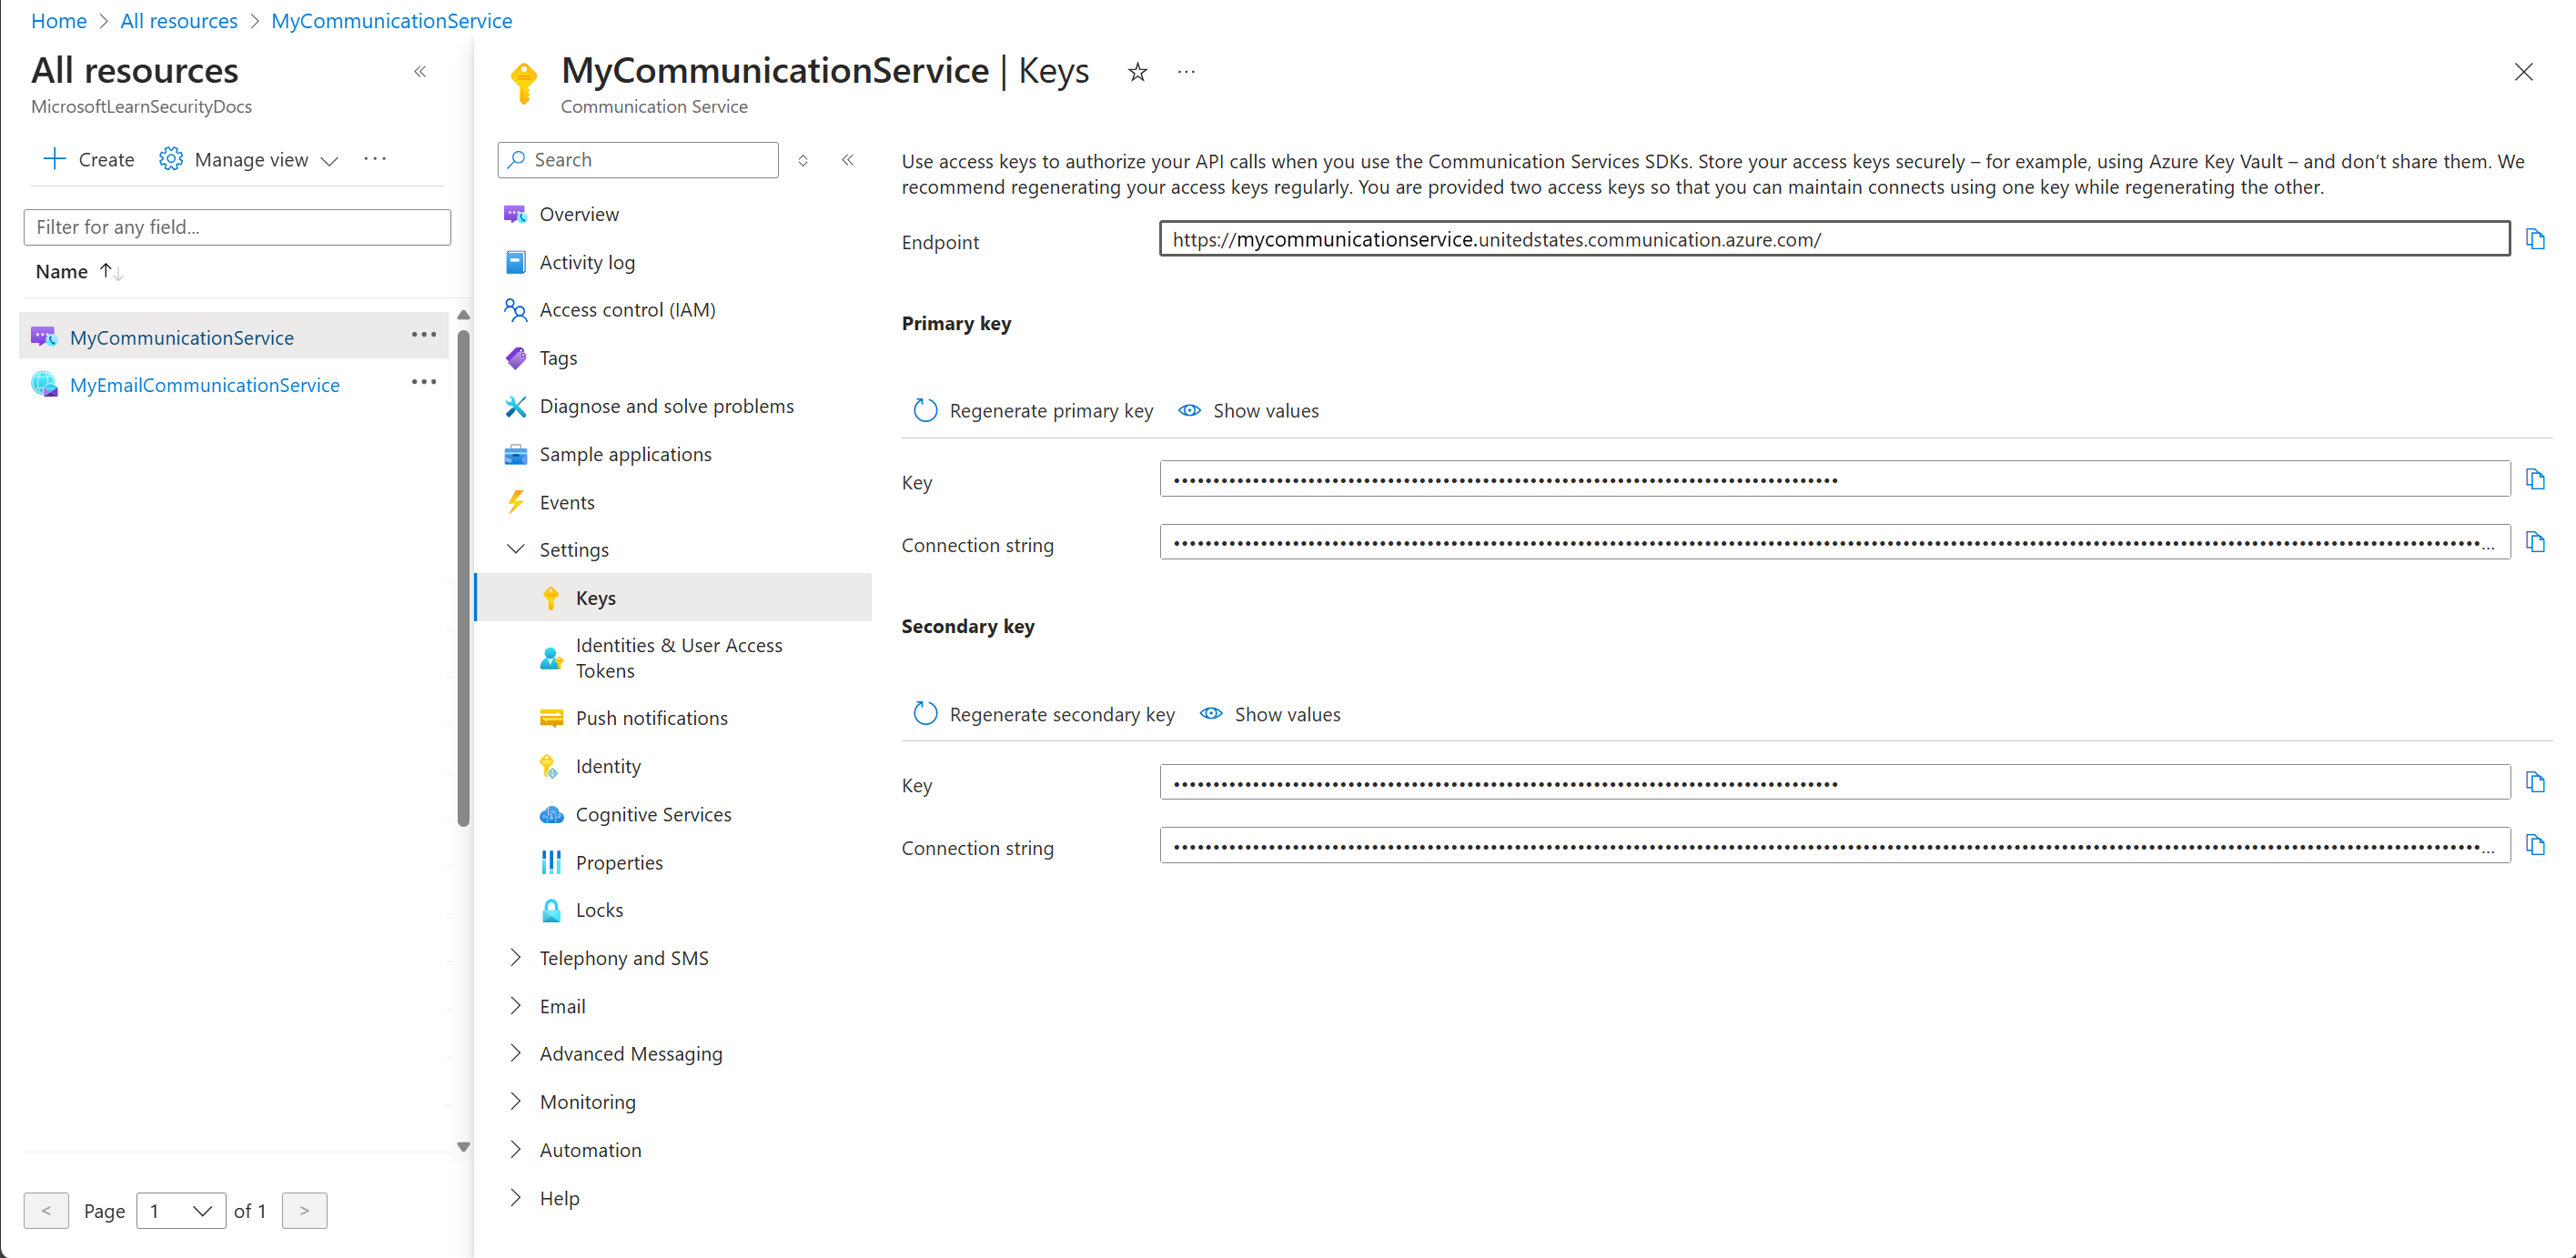 Home > All resources > MyCommunicationService
All resources
MicrosoftLearnSecurityDocs
Create Manage view
Filter for any field...
Name
MyCommunicationService
MyEmailCommunicationService
< Page 1 of 1 >
MyCommunicationService | Keys
Communication Service
Search
Overview
Activity log
Access control (IAM)
Tags
Diagnose and solve problems
Sample applications
Events
Settings
Keys
Identities & User Access
Tokens
Push notifications
Identity
Cognitive Services
Properties
Locks
Telephony and SMS
Email
Advanced Messaging
Monitoring
Automation
Help
Use access keys to authorize your API calls when you use the Communication Services SDKs. Store your access keys securely – for example, using Azure Key Vault – and don’t share them. We
recommend regenerating your access keys regularly. You are provided two access keys so that you can maintain connects using one key while regenerating the other.
Endpoint https://mycommunicationservice.unitedstates.communication.azure.com/
Primary key
Regenerate primary key Show values
Key
Connection string
Secondary key
Regenerate secondary key Show values
Key
Connection string